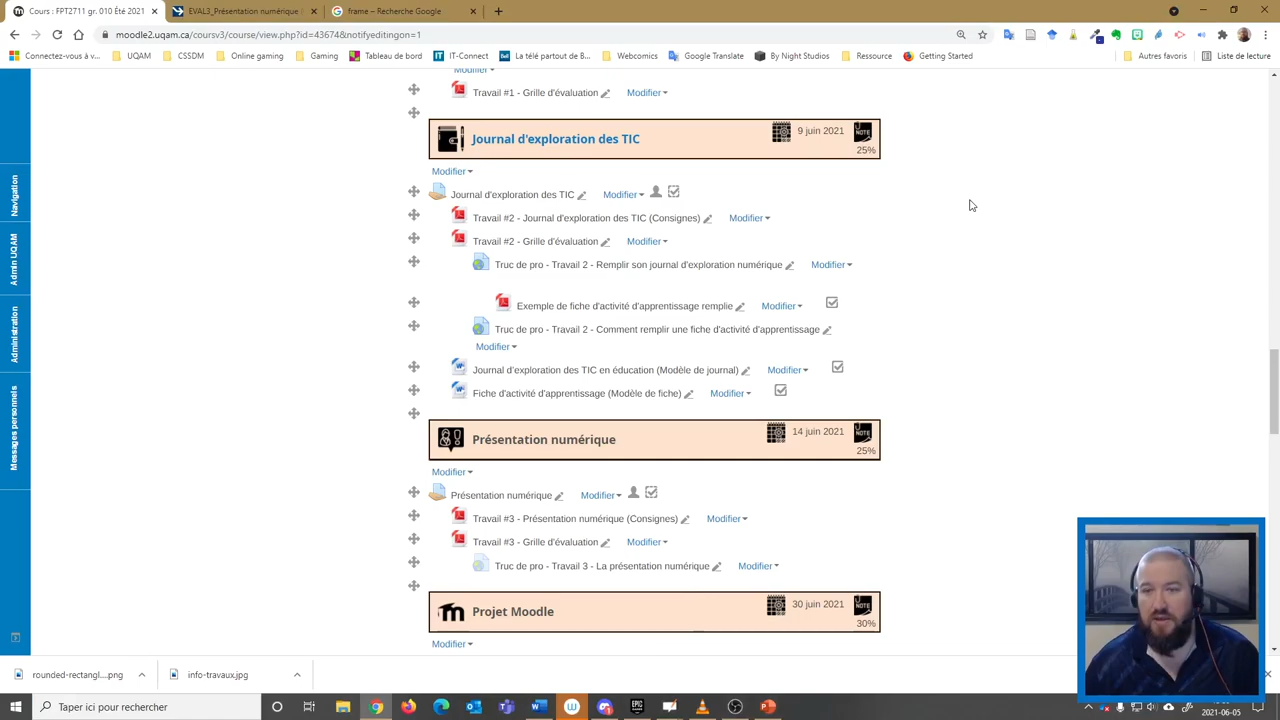 Cours : FPT2711 gr. 010 Été 2021
EVAL3_Présentation numérique
frame – Recherche Google
moodle2.uqam.ca/coursv3/course/view.php?id=43674&notifyeditingon=1
Connectez-vous à v...
UQAM
CSSDM
Online gaming
Gaming
Tableau de bord
IT-Connect
La télé partout de B...
Webcomics
Google Translate
By Night Studios
Ressource
Getting Started
Autres favoris
Liste de lecture
Modifier
Travail #1 - Grille d'évaluation
Modifier
Journal d'exploration des TIC
9 juin 2021
NOTE
25%
Modifier
Journal d'exploration des TIC
Modifier
Travail #2 - Journal d'exploration des TIC (Consignes)
Modifier
Travail #2 - Grille d'évaluation
Modifier
Truc de pro - Travail 2 - Remplir son journal d'exploration numérique
Modifier
Exemple de fiche d'activité d'apprentissage remplie
Modifier
Truc de pro - Travail 2 - Comment remplir une fiche d'activité d'apprentissage
Modifier
Journal d'exploration des TIC en éducation (Modèle de journal)
Modifier
Fiche d'activité d'apprentissage (Modèle de fiche)
Modifier
Présentation numérique
14 juin 2021
NOTE
25%
Modifier
Présentation numérique
Modifier
Travail #3 - Présentation numérique (Consignes)
Modifier
Travail #3 - Grille d'évaluation
Modifier
Truc de pro - Travail 3 - La présentation numérique
Modifier
Projet Moodle
30 juin 2021
NOTE
30%
Modifier
Navigation
Admin UQAM
Administration
Messages personnels
rounded-rectangl....png
info-travaux.jpg
Taper ici pour rechercher
2021-06-05